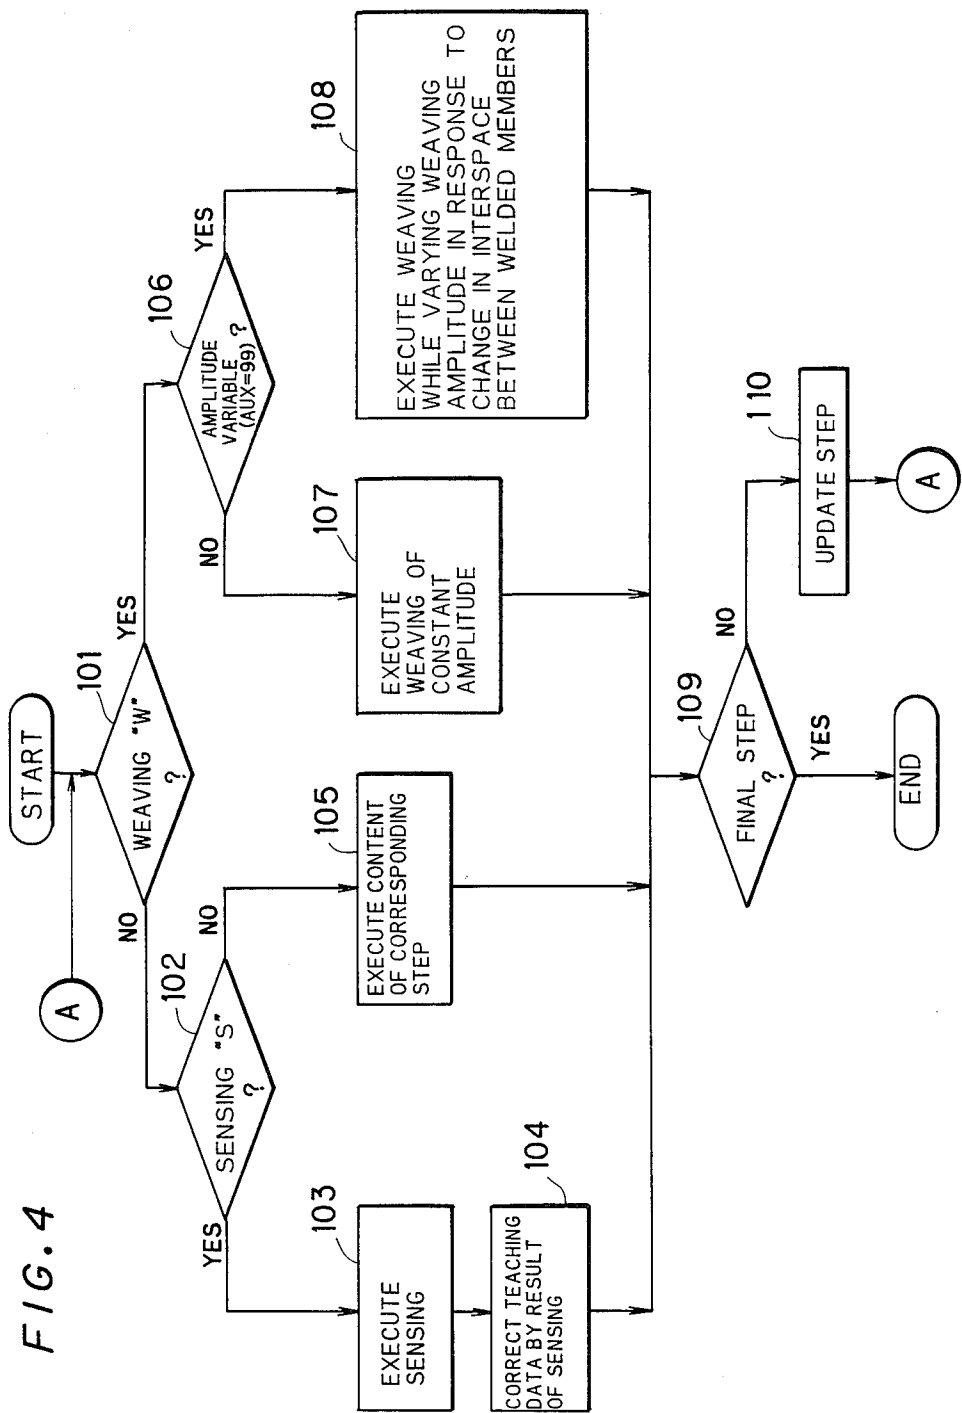 FIG. 4
START
A
WEAVING "W"
?
101
YES
NO
SENSING "S"
?
102
YES
NO
AMPLITUDE
VARIABLE
(AUX=99) ?
106
NO
YES
103
EXECUTE
SENSING
104
CORRECT TEACHING
DATA BY RESULT
OF SENSING
105
EXECUTE CONTENT
OF CORRESPONDING
STEP
107
EXECUTE
WEAVING OF
CONSTANT
AMPLITUDE
108
EXECUTE WEAVING
WHILE VARYING WEAVING
AMPLITUDE IN RESPONSE TO
CHANGE IN INTERSPACE
BETWEEN WELDED MEMBERS
FINAL STEP
?
109
NO
YES
110
UPDATE STEP
A
END